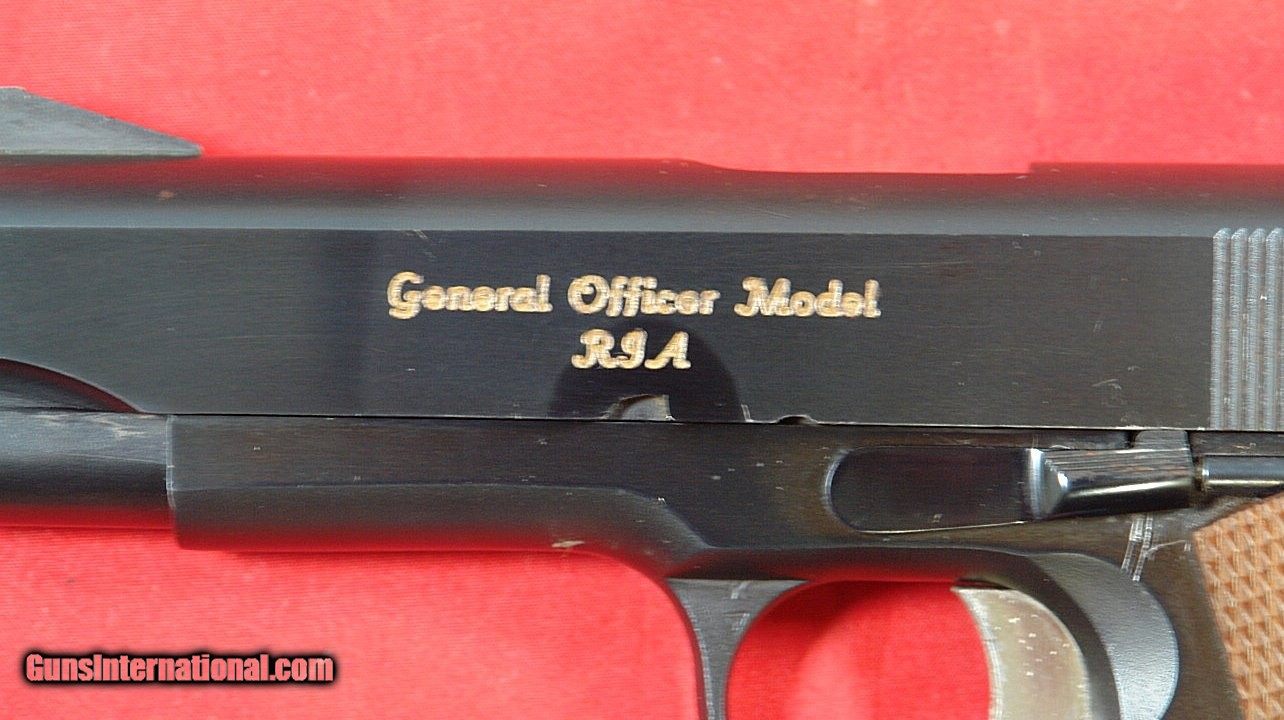 General Officer Model
RIA
GunsInternational.com